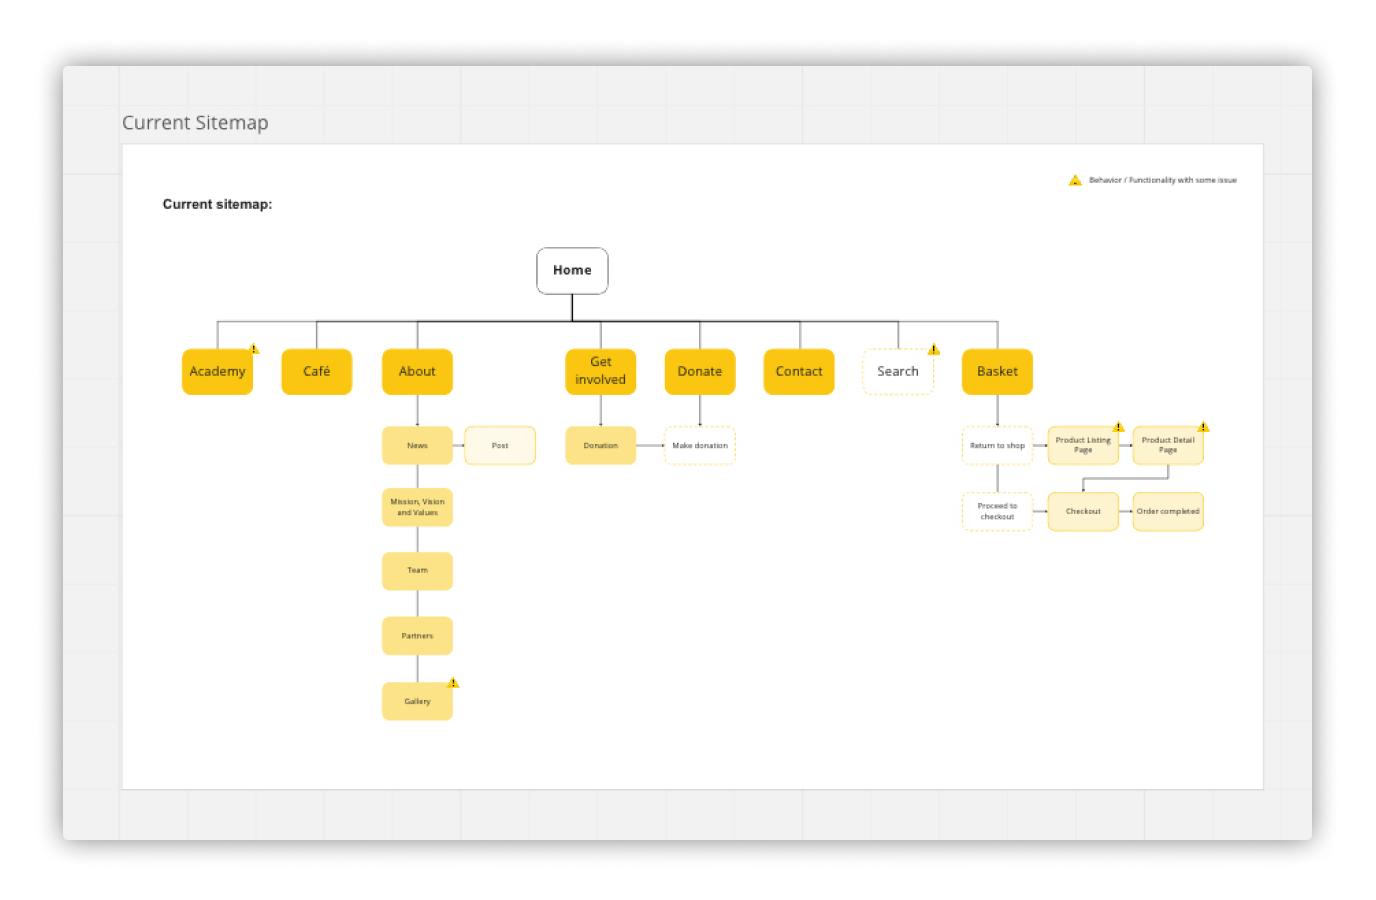 Current Sitemap
Behavior / Functionality with some issue
Current sitemap:
Home
Academy
Café
About
Get
involved
Donate
Contact
Search
Basket
News
Post
Donation
Make donation
Return to shop
Product Listing
Page
Product Detail
Page
Mission, Vision
and Values
Proceed to
checkout
Checkout
Order completed
Team
Partners
Gallery